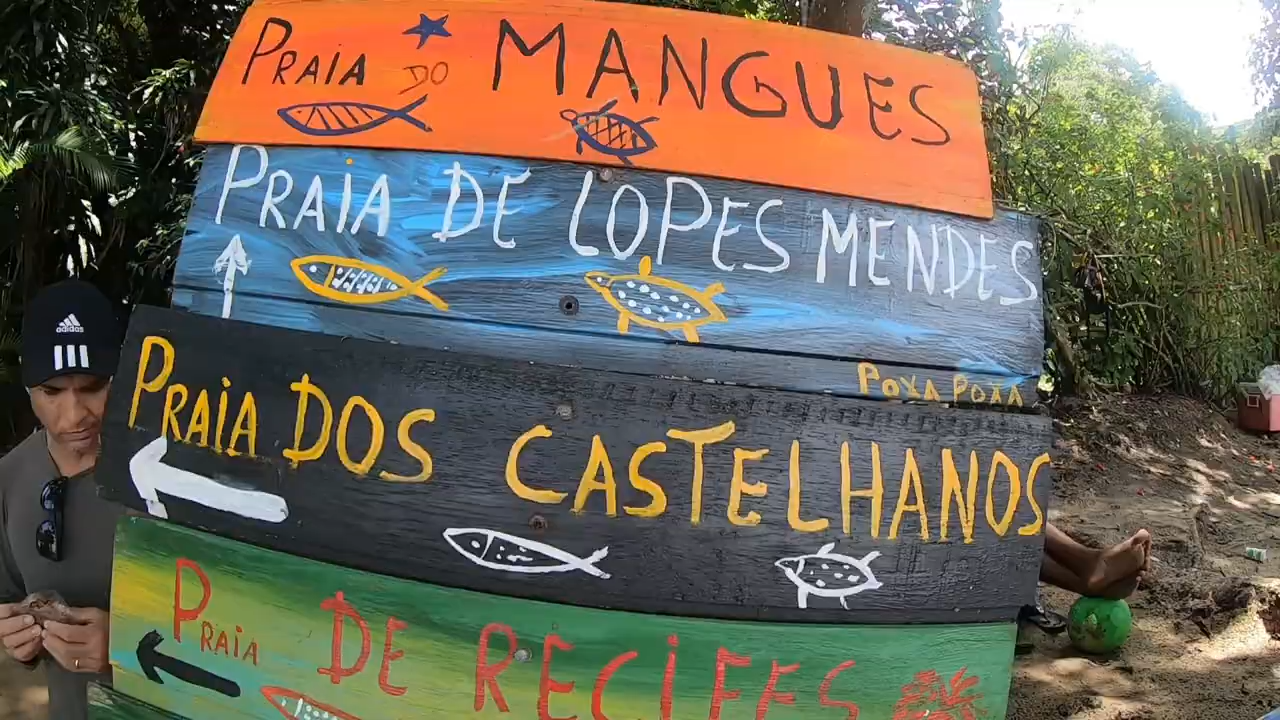 PRAIA DO MANGUES
PRAIA DE LOPES MENDES
POXA POXA
PRAIA DOS CASTELHANOS
PRAIA DE RECIFES
adidas